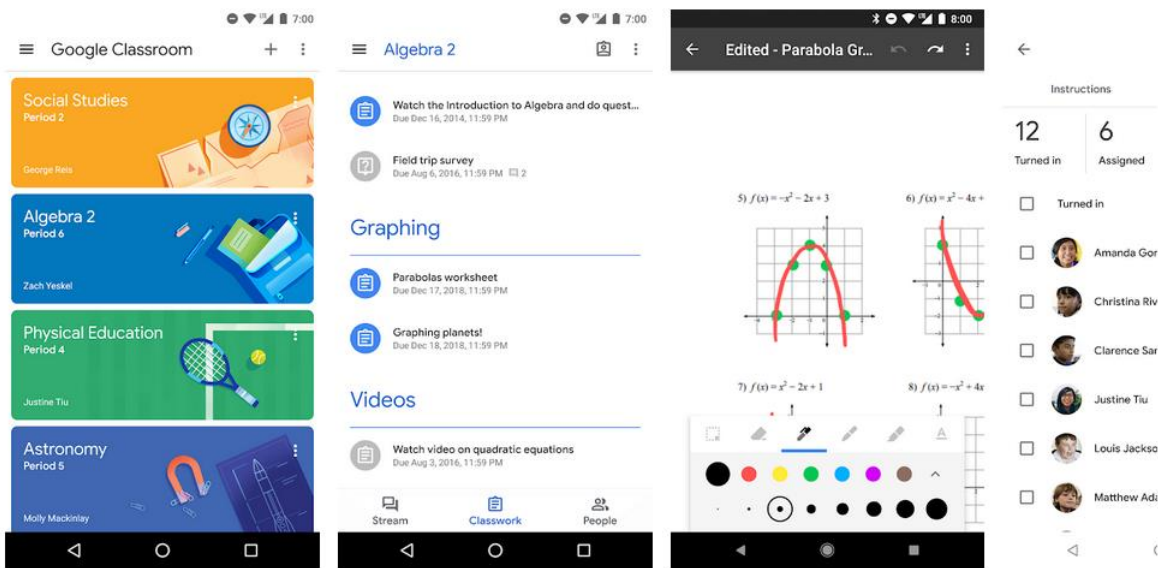 7:00
Google Classroom
Social Studies
Period 2
George Reis
Algebra 2
Period 6
Zach Yeskel
Physical Education
Period 4
Justine Tiu
Astronomy
Period 5
Molly Mackinlay
7:00
Algebra 2
Watch the Introduction to Algebra and do quest...
Due Dec 16, 2014, 11:59 PM
Field trip survey
Due Aug 6, 2016, 11:59 PM 2
Graphing
Parabolas worksheet
Due Dec 17, 2018, 11:59 PM
Graphing planets!
Due Dec 18, 2018, 11:59 PM
Videos
Watch video on quadratic equations
Due Aug 3, 2016, 11:59 PM
Stream
Classwork
People
8:00
Edited - Parabola Gr...
5) f(x) = -x² - 2x + 3
6) f(x) = x² - 4x +
7) f(x) = x² - 2x + 1
8) f(x) = -x² + 4x
A
Instructions
12
Turned in
6
Assigned
Turned in
Amanda Gor
Christina Riv
Clarence Sar
Justine Tiu
Louis Jackso
Matthew Ada